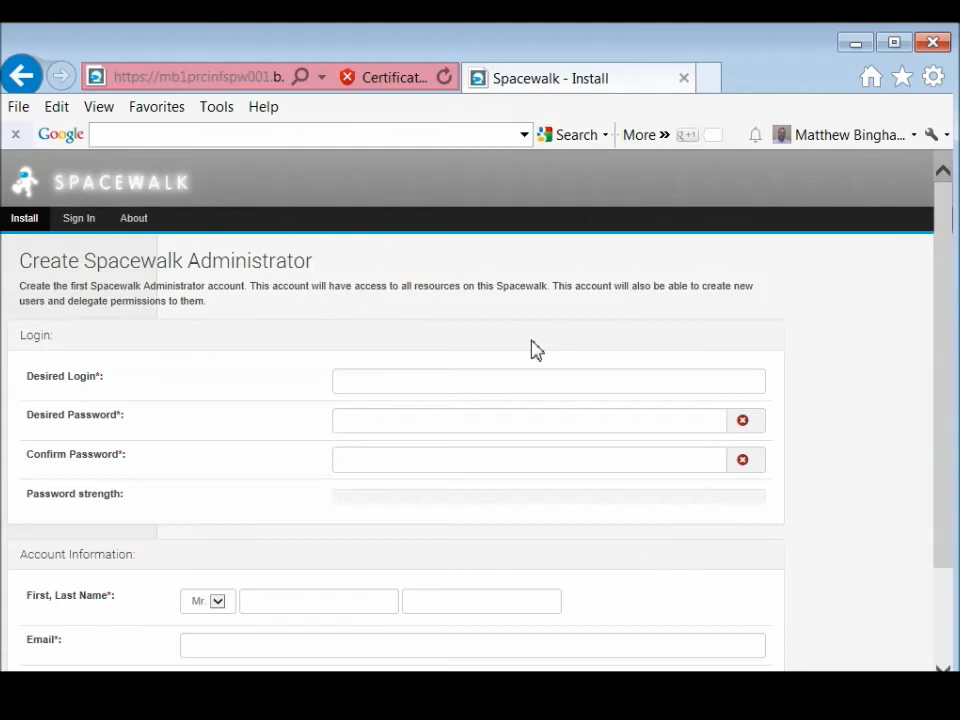 https://mb1prcinfspw001.b. Certificat... Spacewalk - Install
File Edit View Favorites Tools Help
x Google Search More » +1 Matthew Bingha...
SPACEWALK
Install Sign In About
Create Spacewalk Administrator
Create the first Spacewalk Administrator account. This account will have access to all resources on this Spacewalk. This account will also be able to create new
users and delegate permissions to them.
Login:
Desired Login*:
Desired Password*:
Confirm Password*:
Password strength:
Account Information:
First, Last Name*: Mr.
Email*: